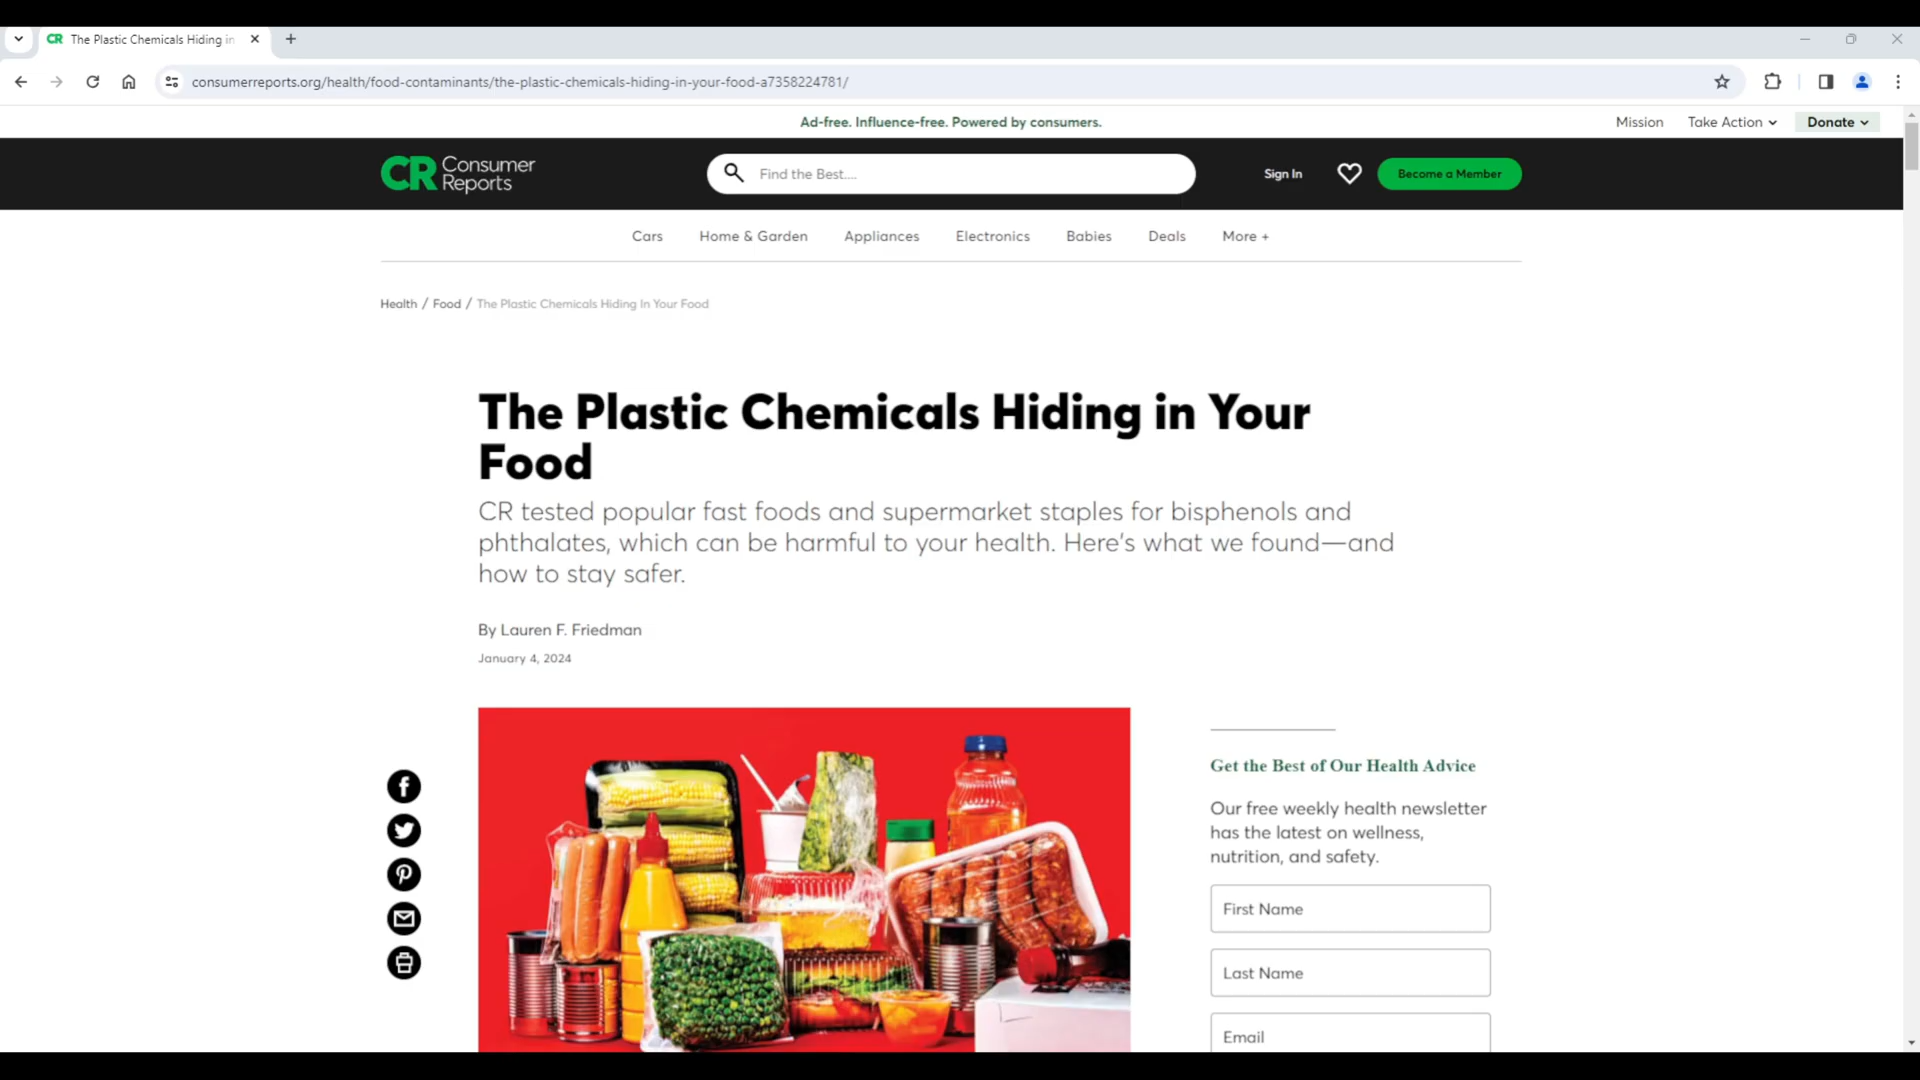 The Plastic Chemicals Hiding in
consumerreports.org/health/food-contaminants/the-plastic-chemicals-hiding-in-your-food-a7358224781/
Ad-free. Influence-free. Powered by consumers.
Mission
Take Action
Donate
CR Consumer
Reports
Find the Best....
Sign In
Become a Member
Cars
Home & Garden
Appliances
Electronics
Babies
Deals
More +
Health / Food / The Plastic Chemicals Hiding In Your Food
The Plastic Chemicals Hiding in Your
Food
CR tested popular fast foods and supermarket staples for bisphenols and
phthalates, which can be harmful to your health. Here's what we found—and
how to stay safer.
By Lauren F. Friedman
January 4, 2024
Get the Best of Our Health Advice
Our free weekly health newsletter
has the latest on wellness,
nutrition, and safety.
First Name
Last Name
Email